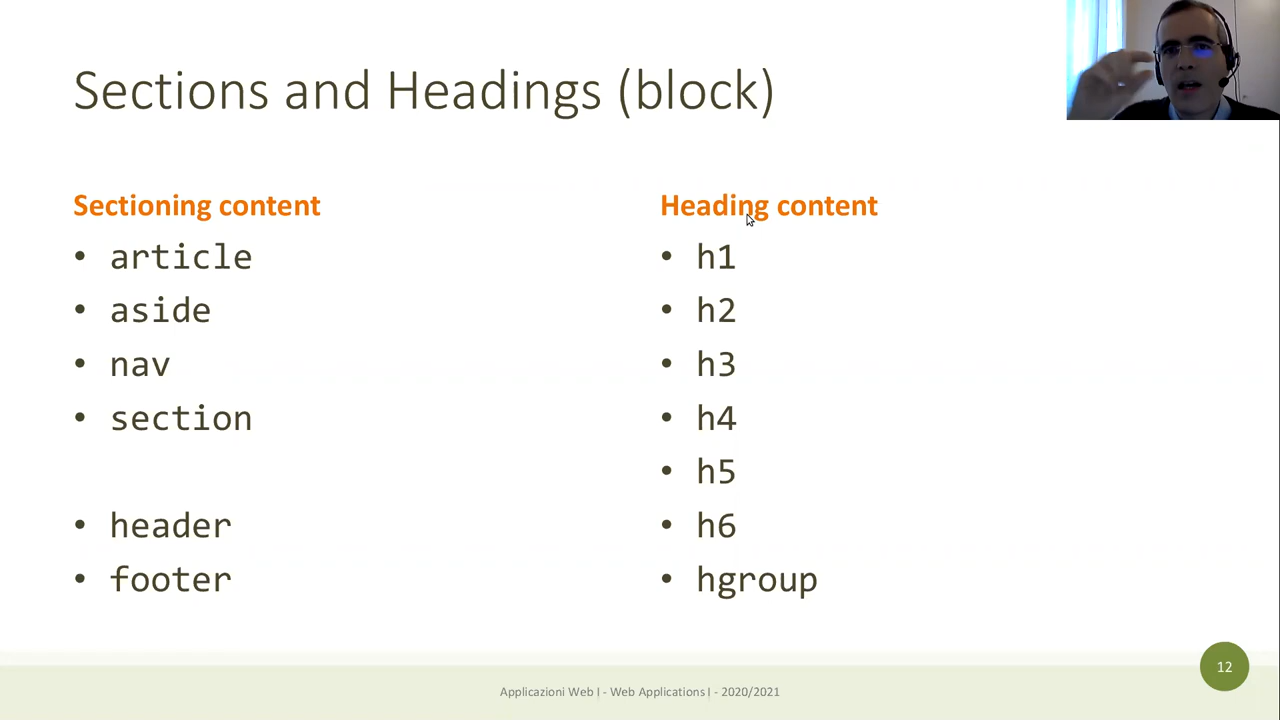 Sections and Headings (block)
Sectioning content
• article
• aside
• nav
• section
• header
• footer
Heading content
• h1
• h2
• h3
• h4
• h5
• h6
• hgroup
12
Applicazioni Web I - Web Applications I - 2020/2021